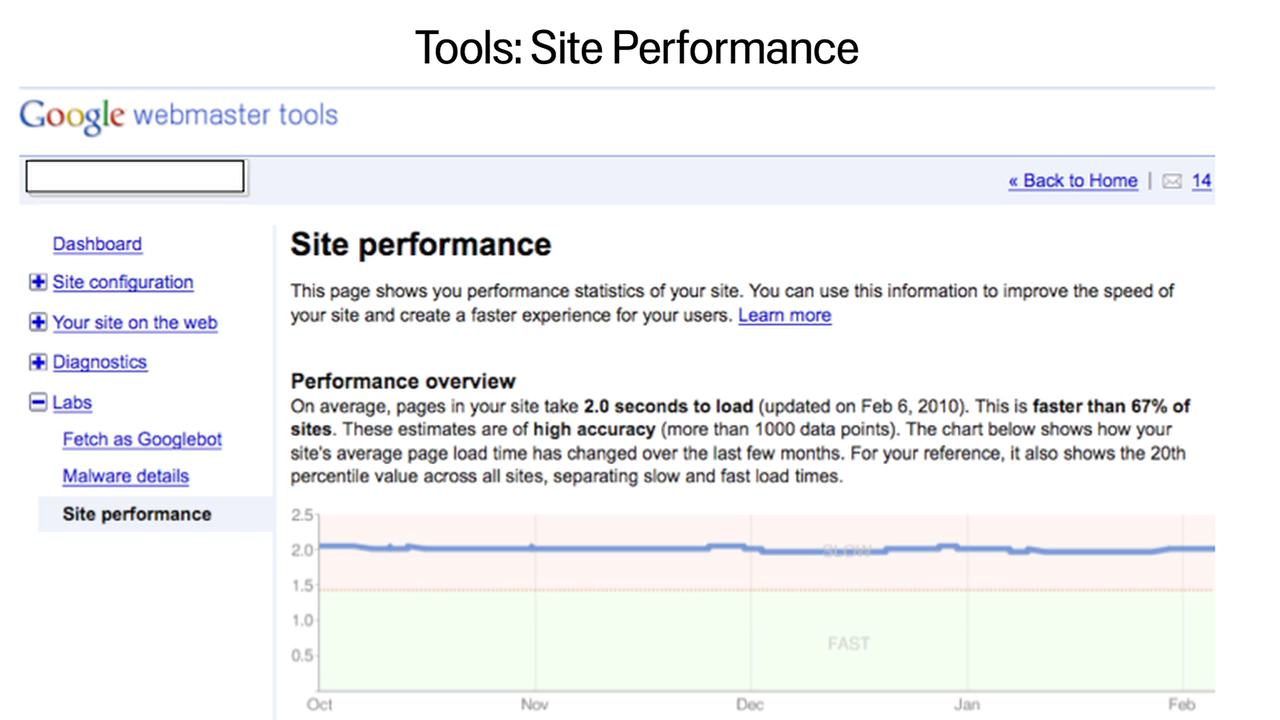 Tools: Site Performance
Google webmaster tools
« Back to Home | 14
Dashboard
Site configuration
Your site on the web
Diagnostics
Labs
Fetch as Googlebot
Malware details
Site performance
Site performance
This page shows you performance statistics of your site. You can use this information to improve the speed of
your site and create a faster experience for your users. Learn more
Performance overview
On average, pages in your site take 2.0 seconds to load (updated on Feb 6, 2010). This is faster than 67% of
sites. These estimates are of high accuracy (more than 1000 data points). The chart below shows how your
site's average page load time has changed over the last few months. For your reference, it also shows the 20th
percentile value across all sites, separating slow and fast load times.
2.5
2.0
SLOW
1.5
1.0
FAST
0.5
Oct Nov Dec Jan Feb